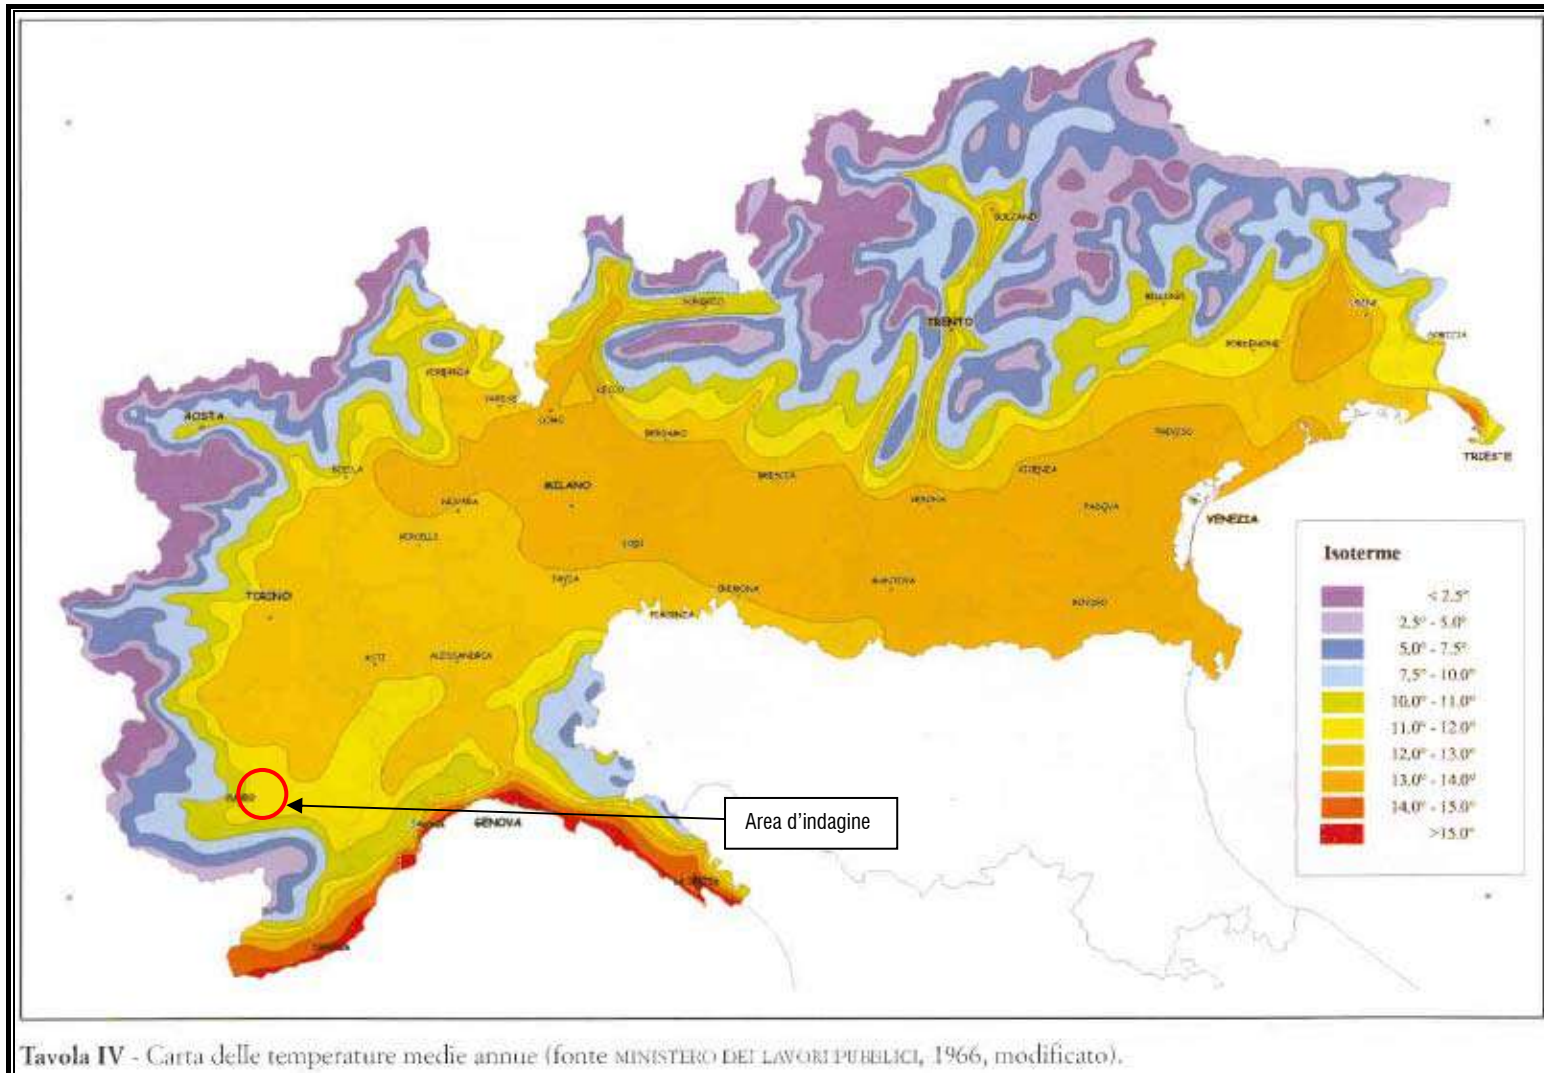 BOLZANO
SONDRIO
BELLUNO
UDINE
TRENTO
GORIZIA
PORDENONE
VERBANIA
LECCO
VARESE
AOSTA
COMO
BERGAMO
TREVISO
TRIESTE
BIELLA
BRESCIA
VICENZA
MILANO
NOVARA
VERONA
PADOVA
VENEZIA
VERCELLI
LODI
Isoterme
PAVIA
CREMONA
MANTOVA
TORINO
ROVIGO
< 2.5°
PIACENZA
2.5° - 5.0°
5.0° - 7.5°
ASTI
ALESSANDRIA
7.5° - 10.0°
10.0° - 11.0°
11.0° - 12.0°
12.0° - 13.0°
13.0° - 14.0°
14.0° - 15.0°
>15.0°
SAVONA
GENOVA
Area d'indagine
LA SPEZIA
Tavola IV - Carta delle temperature medie annue (fonte MINISTERO DEI LAVORI PUBBLICI, 1966, modificato).